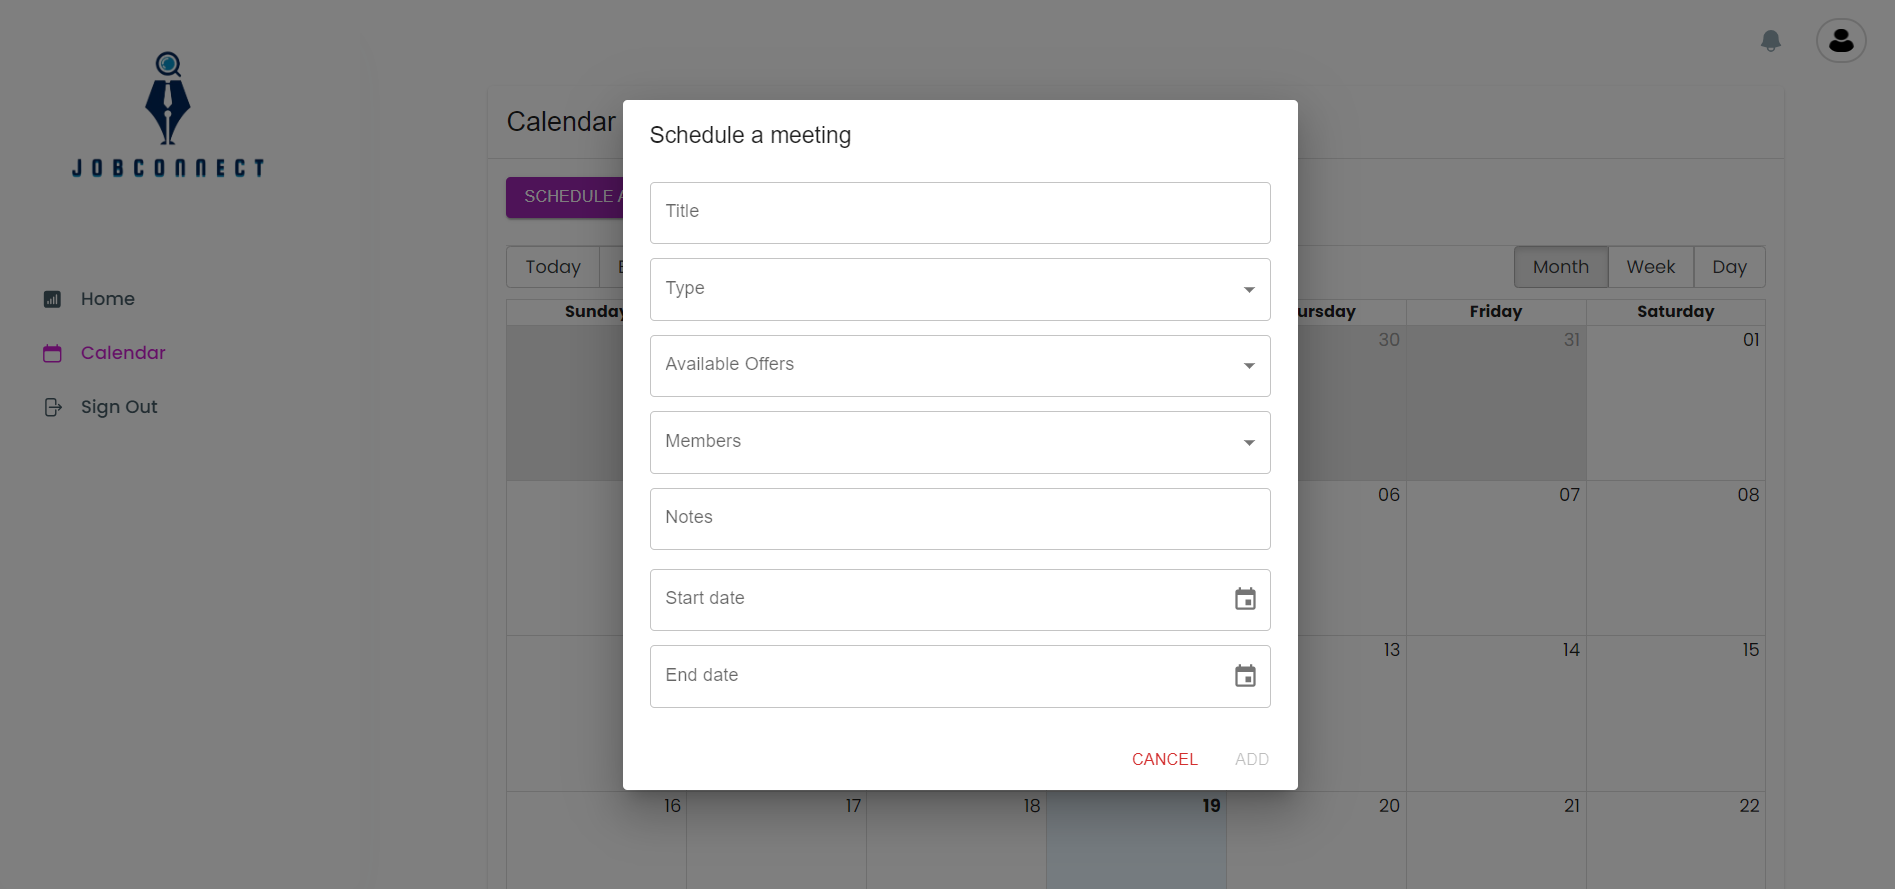 JOBCONNECT
Home
Calendar
Sign Out
Calendar
SCHEDULE
Today
Month
Week
Day
Friday
Saturday
30
31
01
06
07
08
13
14
15
16
17
18
19
20
21
22
Schedule a meeting
Title
Type
Available Offers
Members
Notes
Start date
End date
CANCEL
ADD